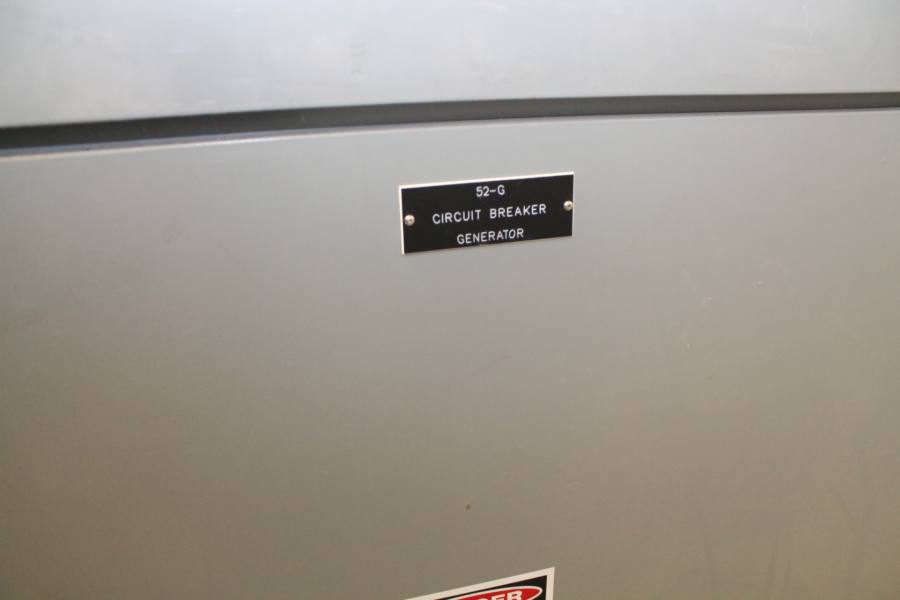 52-G
CIRCUIT BREAKER
GENERATOR